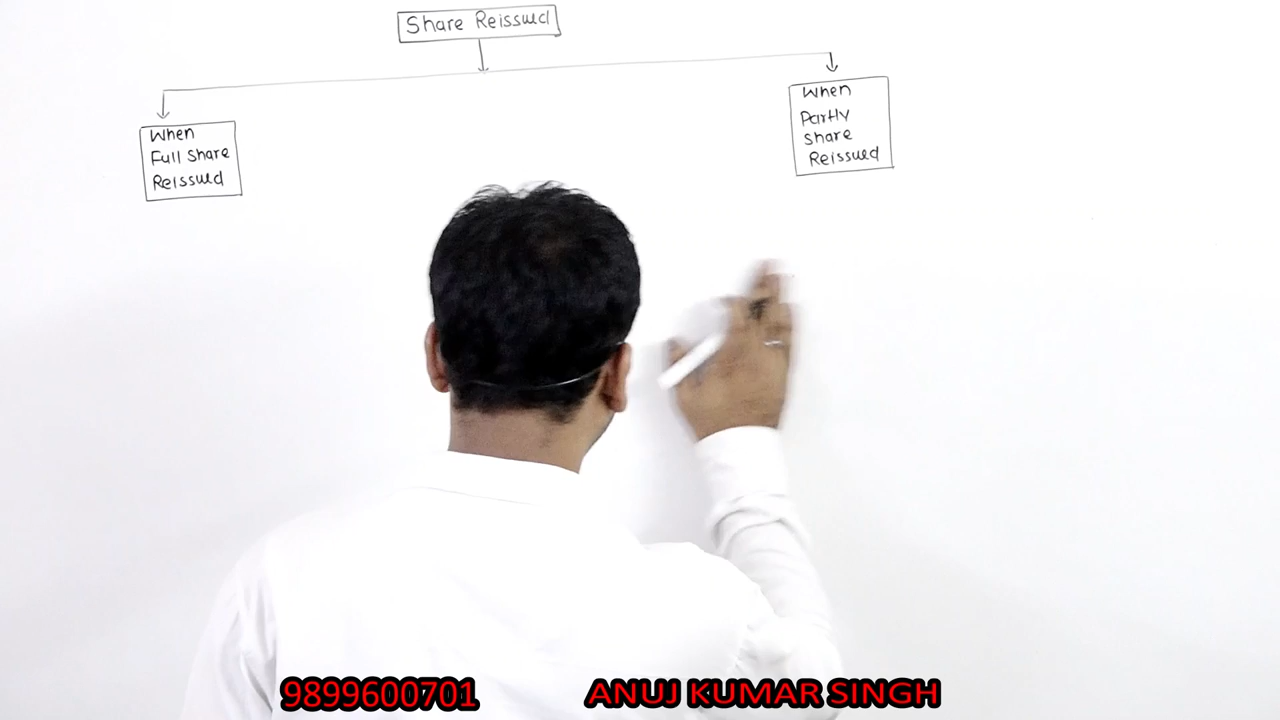 Share Reissued
When
Full Share
Reissued
When
Partly
Share
Reissued
9899600701
ANUJ KUMAR SINGH